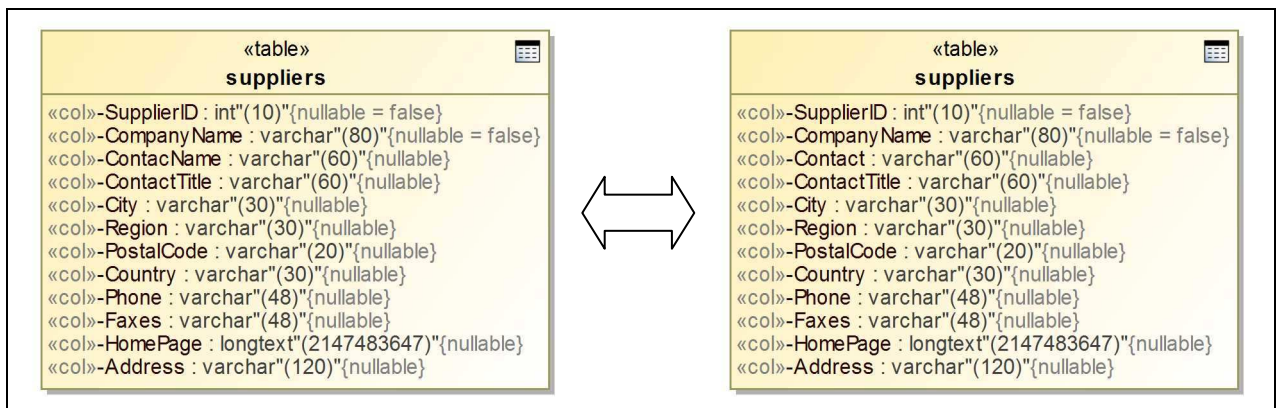 «table»
suppliers
«col»-SupplierID : int"(10)"{nullable = false}
«col»-CompanyName : varchar"(80)"{nullable = false}
«col»-ContacName : varchar"(60)"{nullable}
«col»-ContactTitle : varchar"(60)"{nullable}
«col»-City : varchar"(30)"{nullable}
«col»-Region : varchar"(30)"{nullable}
«col»-PostalCode : varchar"(20)"{nullable}
«col»-Country : varchar"(30)"{nullable}
«col»-Phone : varchar"(48)"{nullable}
«col»-Faxes : varchar"(48)"{nullable}
«col»-HomePage : longtext"(2147483647)"{nullable}
«col»-Address : varchar"(120)"{nullable}
«table»
suppliers
«col»-SupplierID : int"(10)"{nullable = false}
«col»-CompanyName : varchar"(80)"{nullable = false}
«col»-Contact : varchar"(60)"{nullable}
«col»-ContactTitle : varchar"(60)"{nullable}
«col»-City : varchar"(30)"{nullable}
«col»-Region : varchar"(30)"{nullable}
«col»-PostalCode : varchar"(20)"{nullable}
«col»-Country : varchar"(30)"{nullable}
«col»-Phone : varchar"(48)"{nullable}
«col»-Faxes : varchar"(48)"{nullable}
«col»-HomePage : longtext"(2147483647)"{nullable}
«col»-Address : varchar"(120)"{nullable}